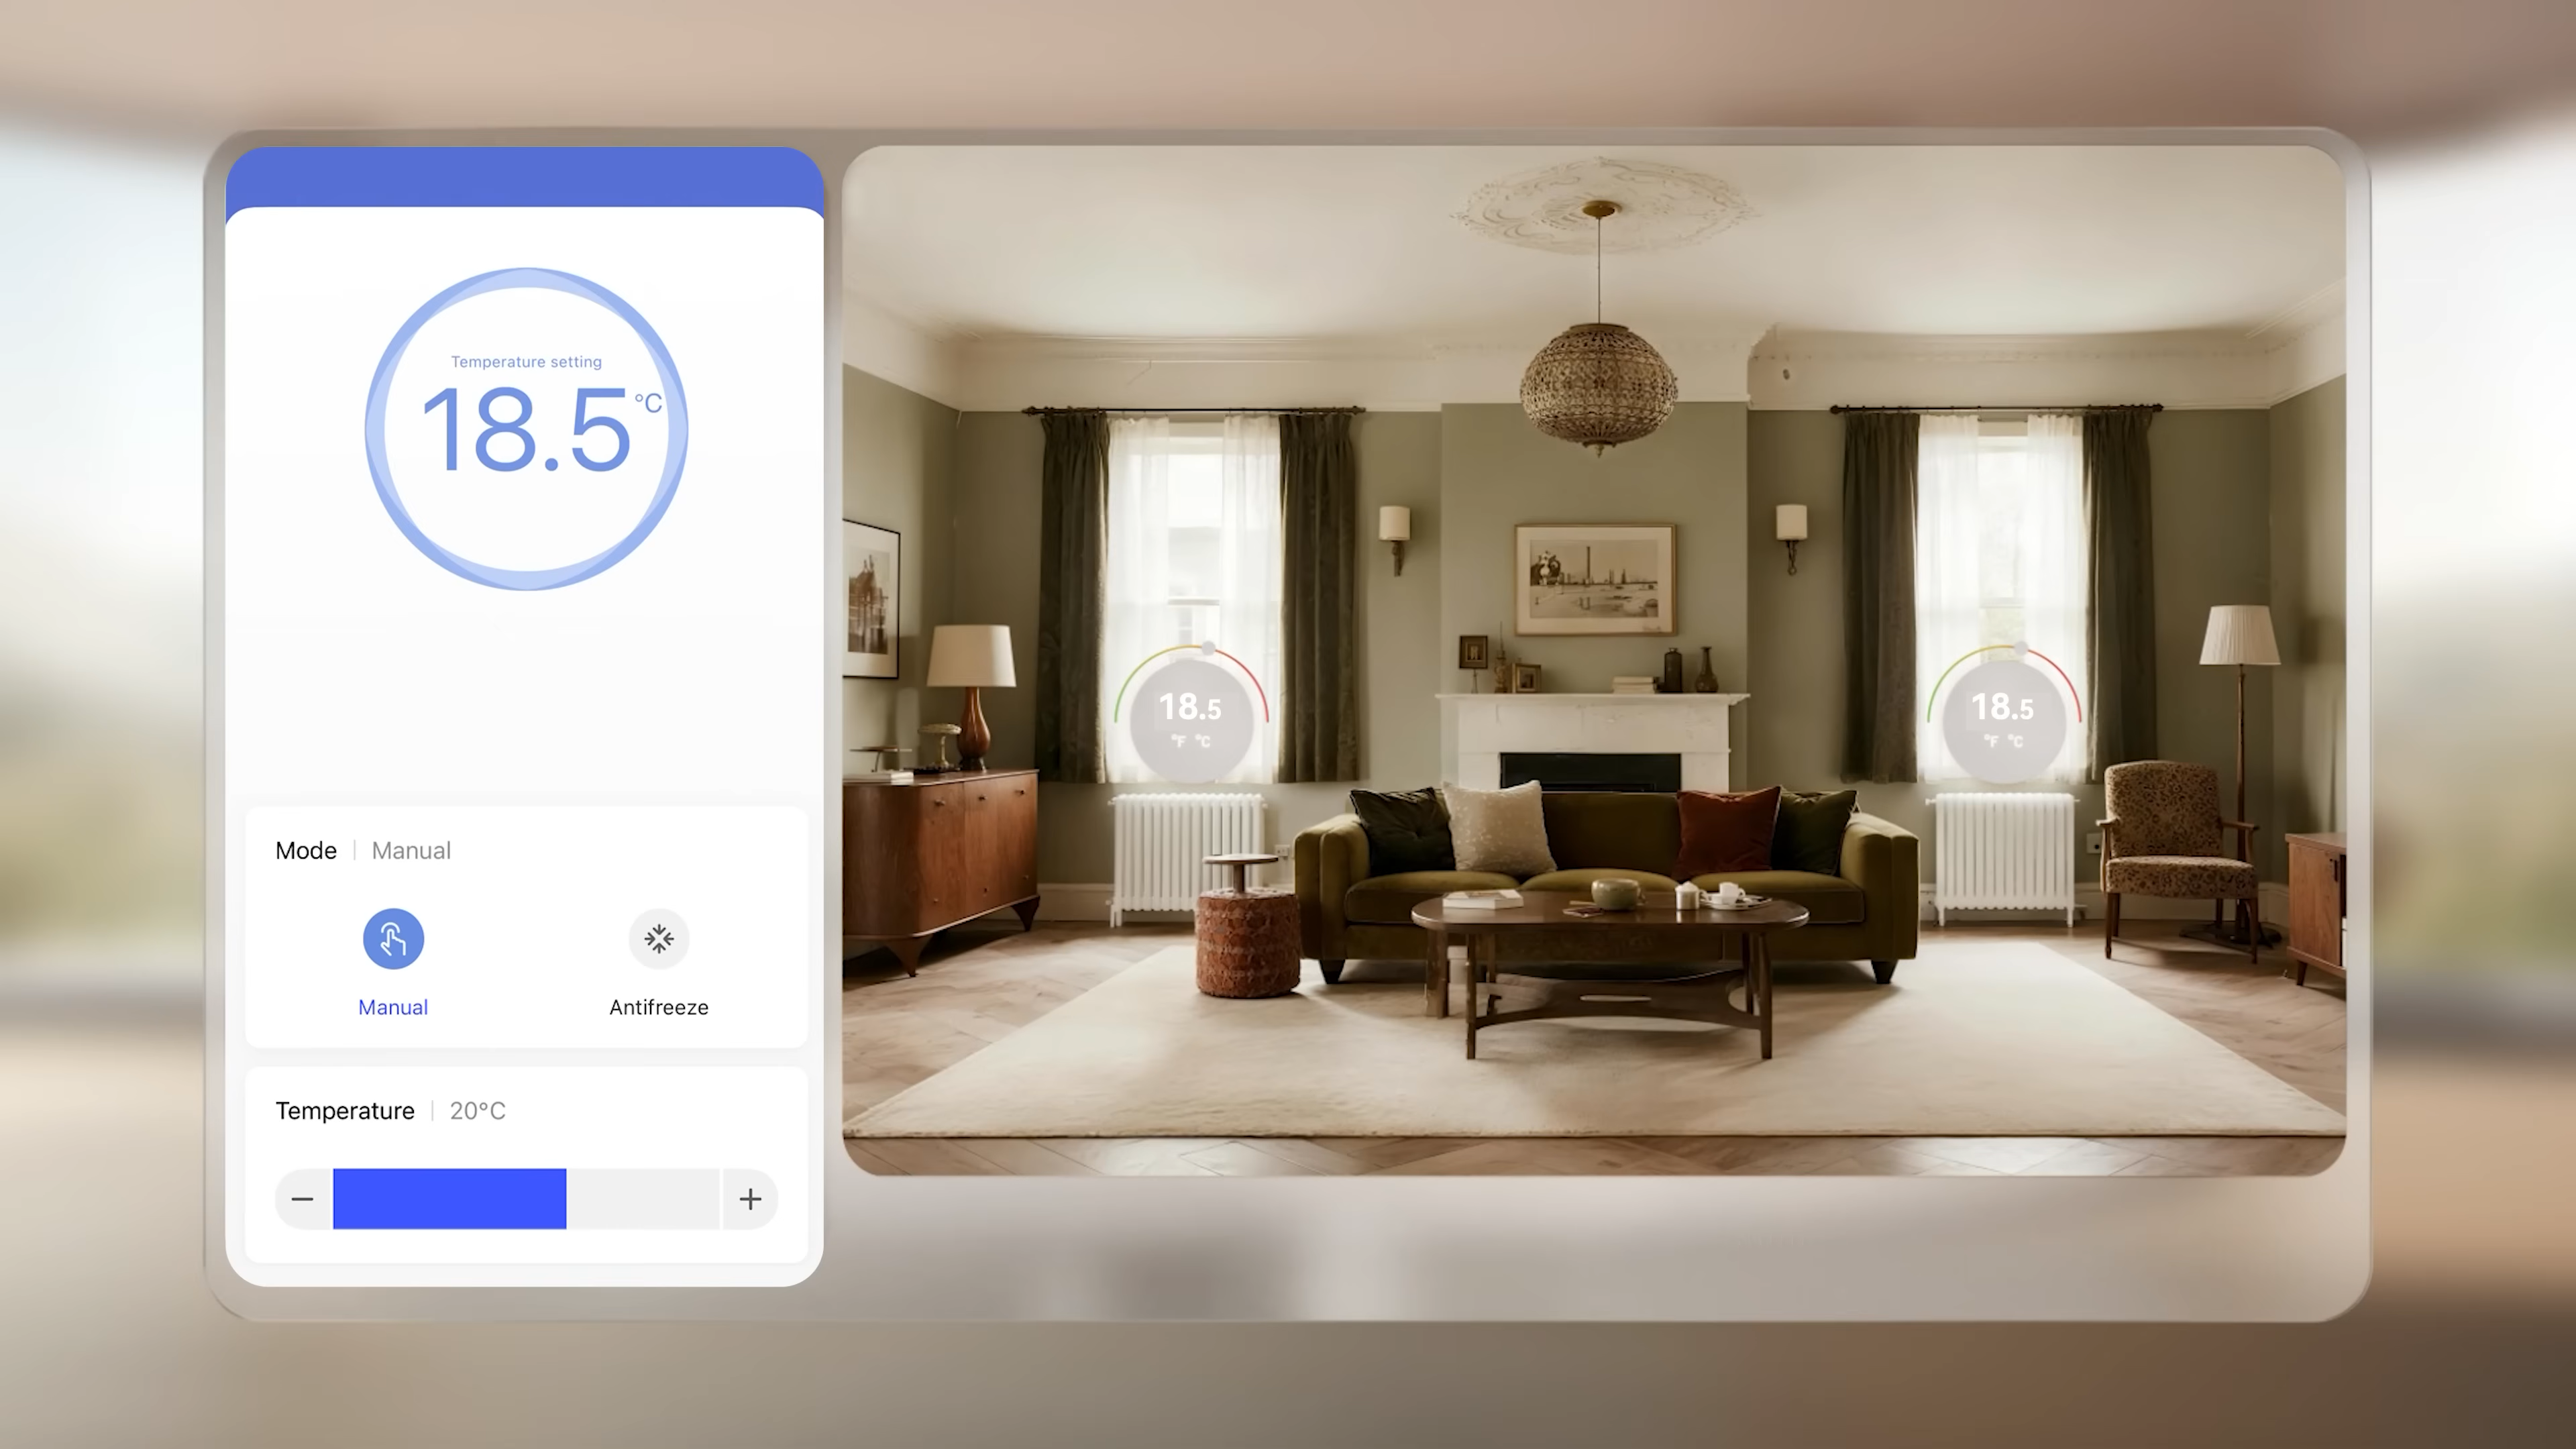 Temperature setting
18.5°C
Mode | Manual
Manual
Antifreeze
Temperature | 20°C
18.5
°F °C
18.5
°F °C